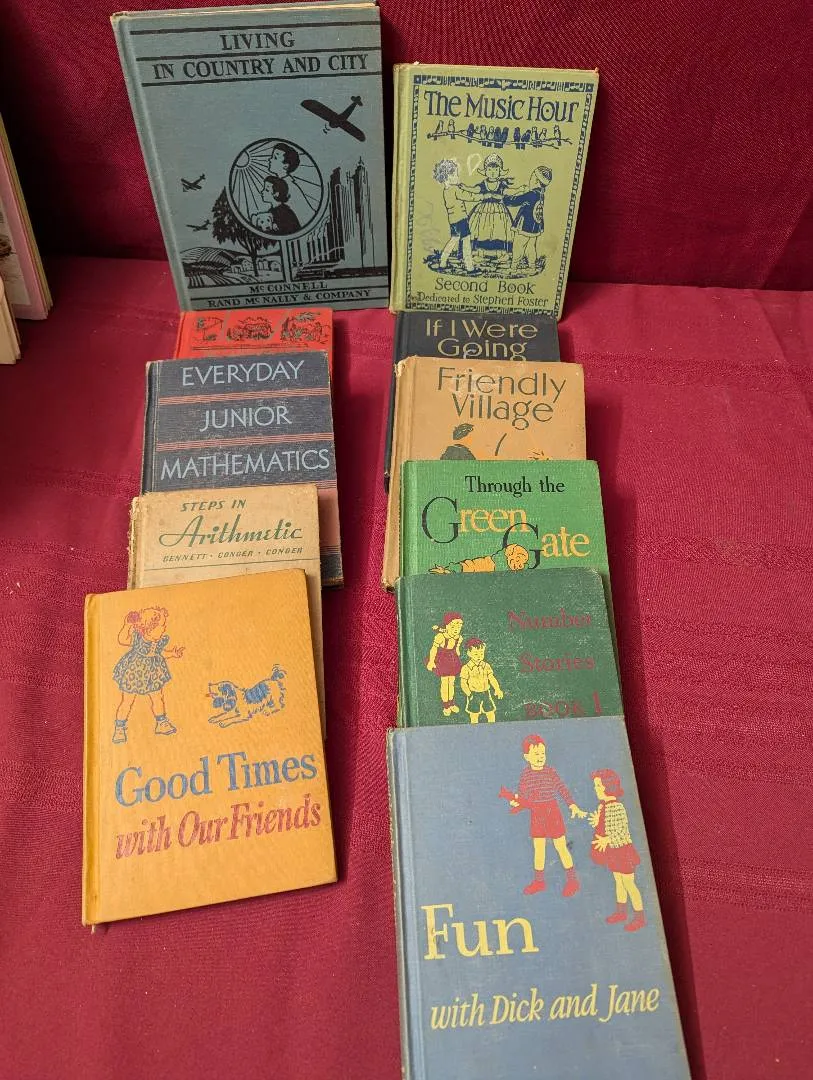 LIVING
IN COUNTRY AND CITY
McCONNELL
RAND McNALLY & COMPANY
EVERYDAY
JUNIOR
MATHEMATICS
STEPS IN
Arithmetic
BENNETT · CONGER · CONGER
Good Times
with Our Friends
The Music Hour
Second Book
Dedicated to Stephen Foster
If I Were
Going
Friendly
Village
Through the
Green
Gate
Number
Stories
BOOK 1
Fun
with Dick and Jane